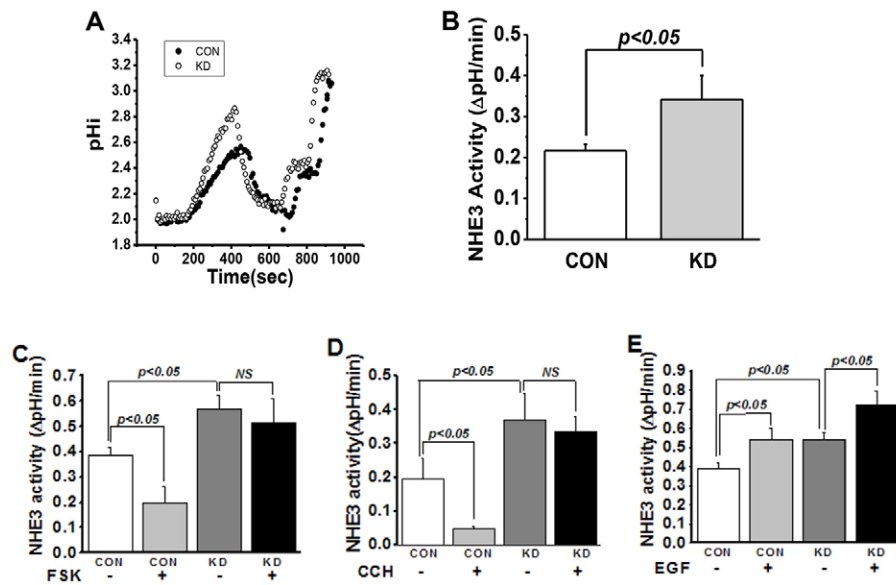 A
CON
KD
pHi
3.4
3.2
3.0
2.8
2.6
2.4
2.2
2.0
1.8
0 200 400 600 800 1000
Time(sec)
B
p<0.05
NHE3 Activity (ΔpH/min)
0.5
0.4
0.3
0.2
0.1
0.0
CON KD
C
NHE3 activity (ΔpH/min)
0.7
0.6
0.5
0.4
0.3
0.2
0.1
0.0
p<0.05 NS
p<0.05
CON CON KD KD
FSK - + - +
D
NHE3 activity(ΔpH/min)
0.5
0.4
0.3
0.2
0.1
0.0
p<0.05 NS
p<0.05
CON CON KD KD
CCH - + - +
E
NHE3 activity (ΔpH/min)
0.9
0.8
0.7
0.6
0.5
0.4
0.3
0.2
0.1
0.0
p<0.05
p<0.05
p<0.05
CON CON KD KD
EGF - + - +